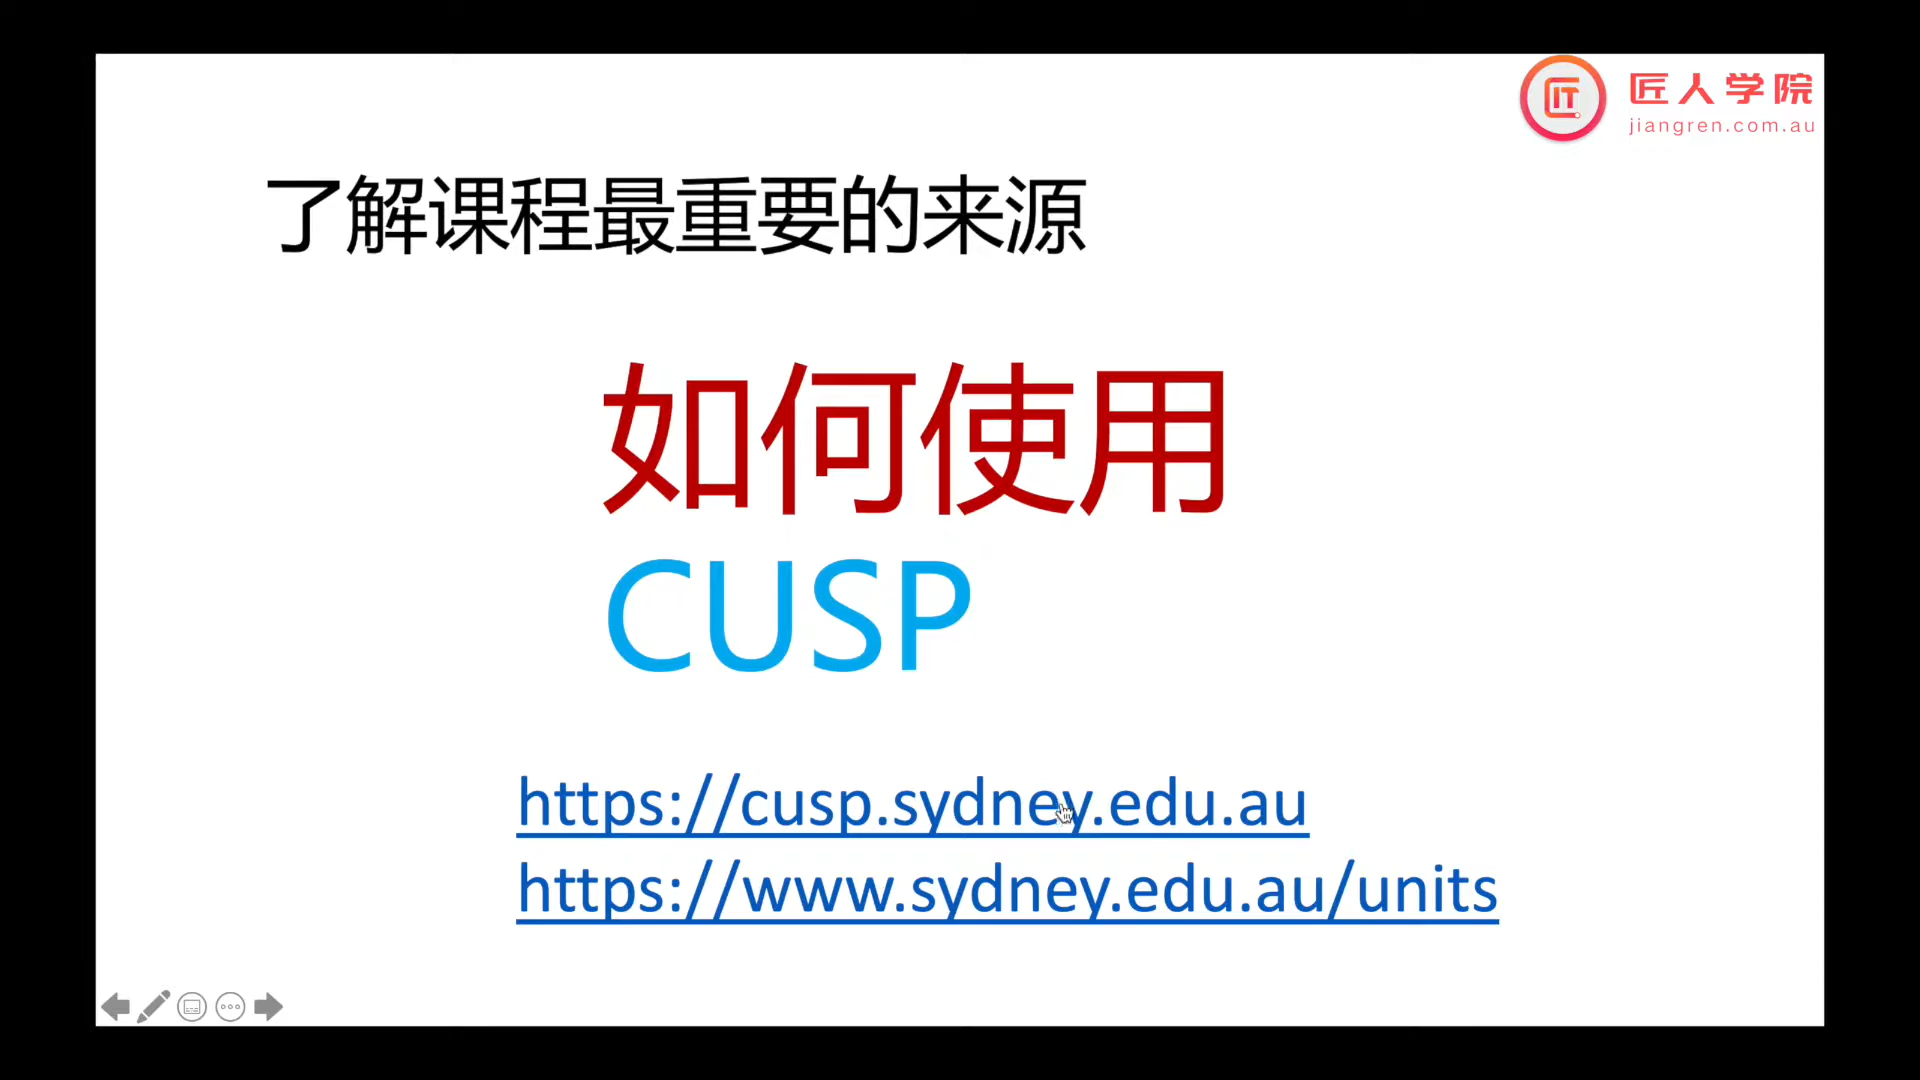 匠人学院
jiangren.com.au
了解课程最重要的来源
如何使用
CUSP
https://cusp.sydney.edu.au
https://www.sydney.edu.au/units